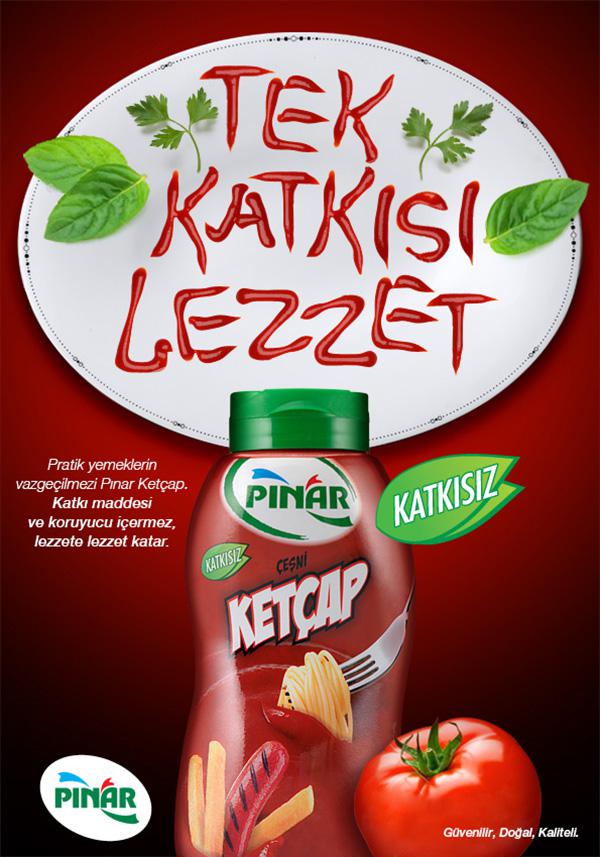 TEK
KATKISI
LEZZET
Pratik yemeklerin
vazgeçilmezi Pınar Ketçap.
Katkı maddesi
ve koruyucu içermez,
lezzete lezzet katar.
PINAR
KATKISIZ
KATKISIZ
ÇEŞNİ
KETÇAP
PINAR
Güvenilir, Doğal, Kaliteli.